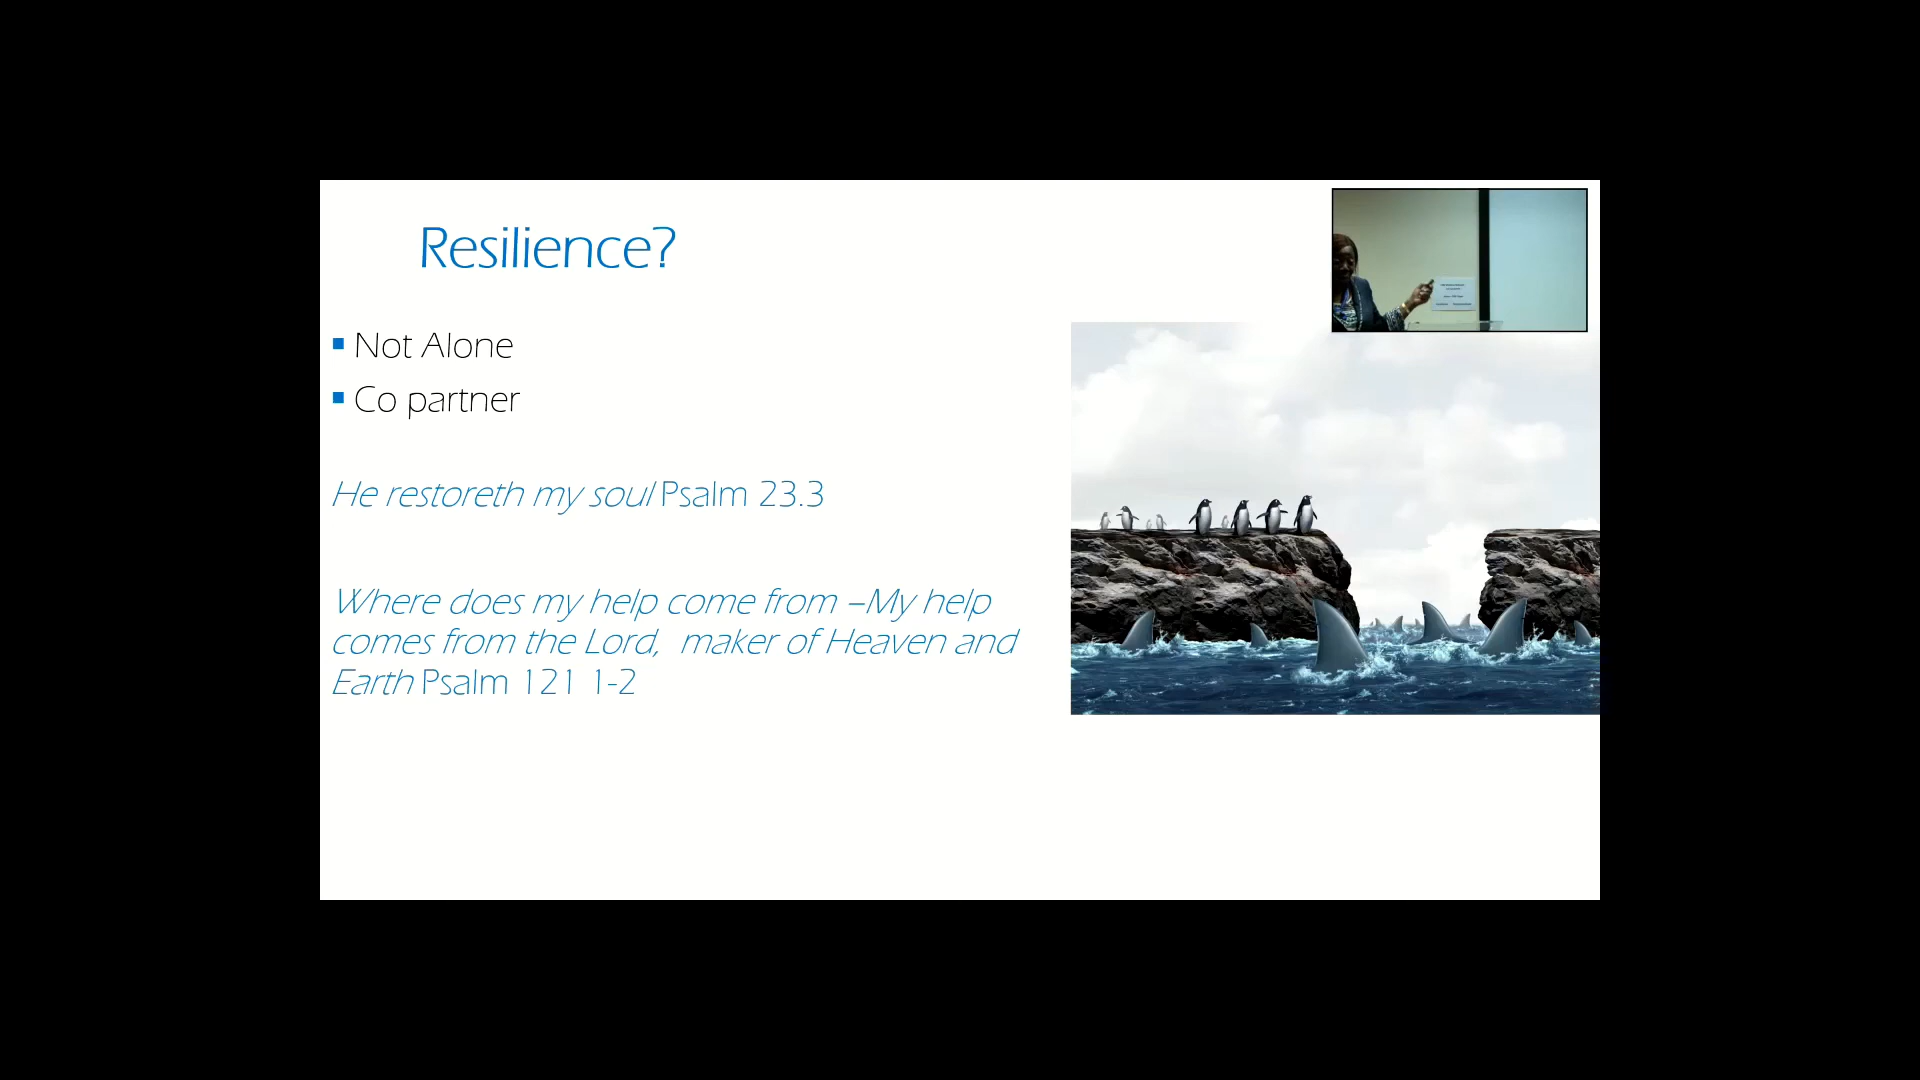 Resilience?
Not Alone
Co partner
He restoreth my soul Psalm 23.3
Where does my help come from –My help
comes from the Lord, maker of Heaven and
Earth Psalm 121 1-2